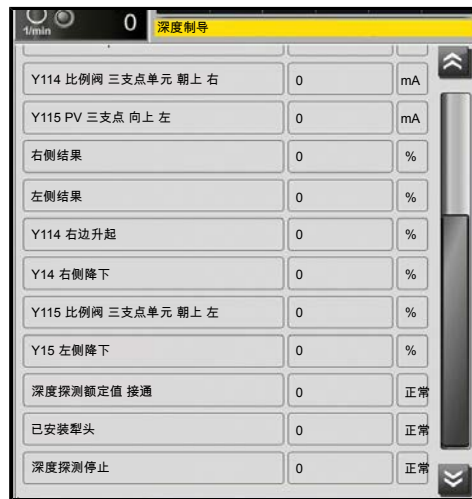 1/min 0 深度制导
Y114 比例阀 三支点单元 朝上 右 0 mA
Y115 PV 三支点 向上 左 0 mA
右侧结果 0 %
左侧结果 0 %
Y114 右边升起 0 %
Y14 右侧降下 0 %
Y115 比例阀 三支点单元 朝上 左 0 %
Y15 左侧降下 0 %
深度探测额定值 接通 0 正常
已安装犁头 0 正常
深度探测停止 0 正常